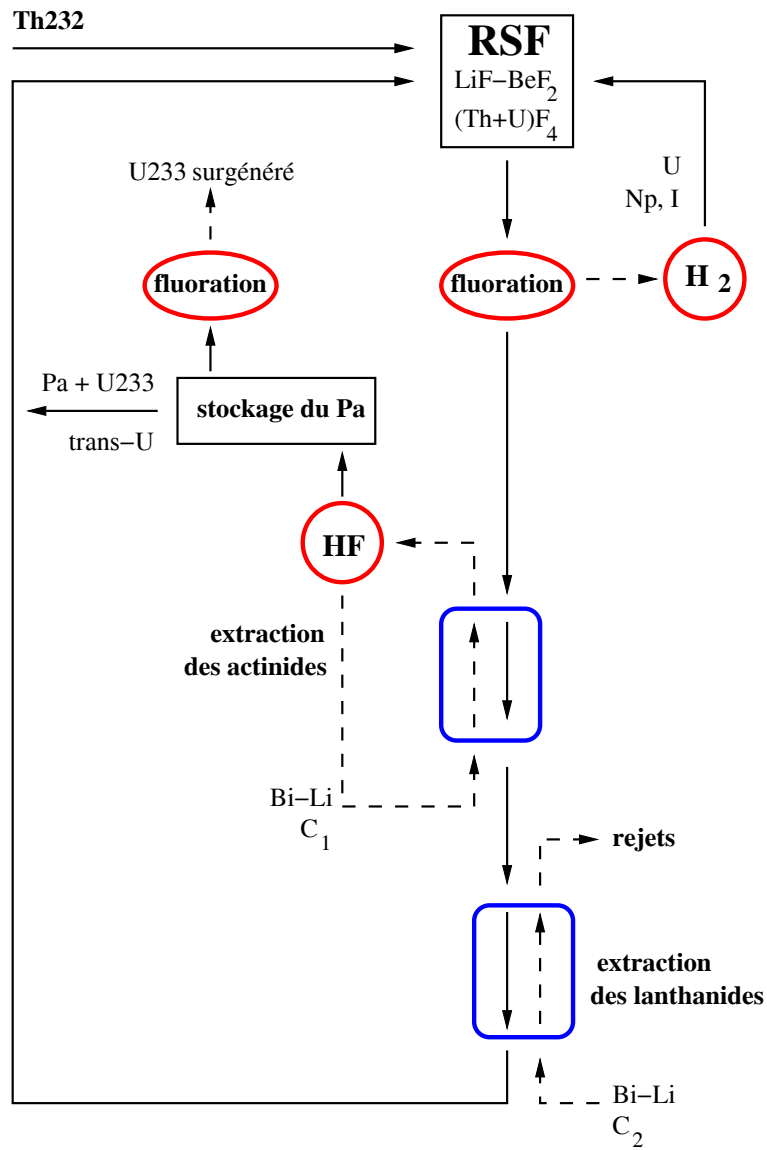 Th232
RSF
LiF−BeF2
(Th+U)F4
U233 surgénéré
U
Np, I
fluoration
fluoration
H2
Pa + U233
stockage du Pa
trans−U
HF
extraction
des actinides
Bi−Li
C1
rejets
extraction
des lanthanides
Bi−Li
C2